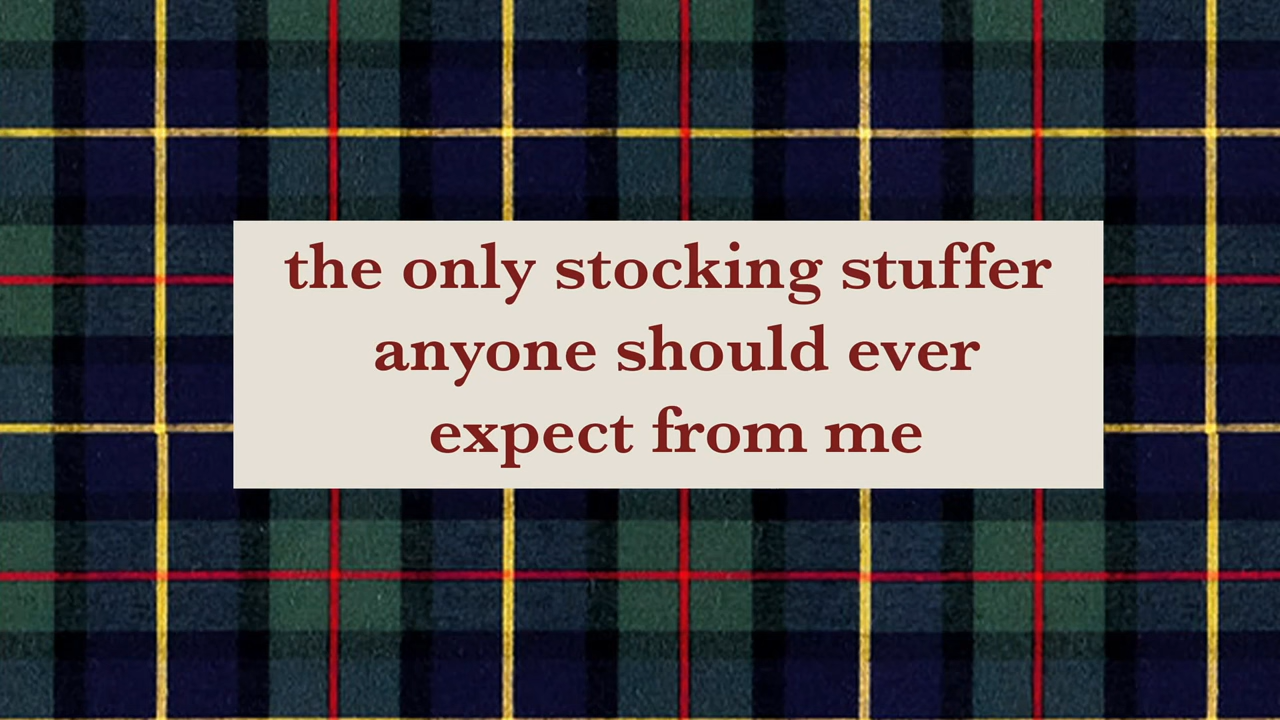 the only stocking stuffer
anyone should ever
expect from me